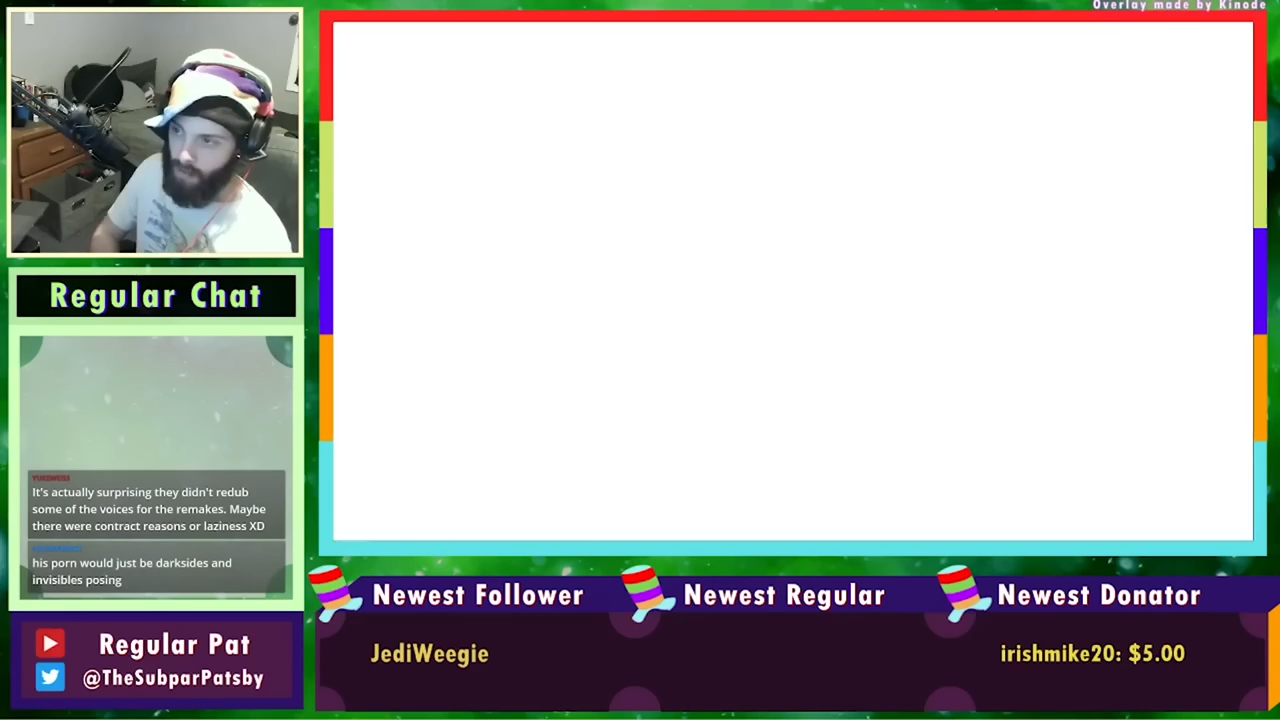 Overlay made by Kinode
Regular Chat
It's actually surprising they didn't redub
some of the voices for the remakes. Maybe
there were contract reasons or laziness XD
his porn would just be darksides and
invisibles posing
Newest Follower
Newest Regular
Newest Donator
JediWeegie
irishmike20: $5.00
Regular Pat
@TheSubparPatsby